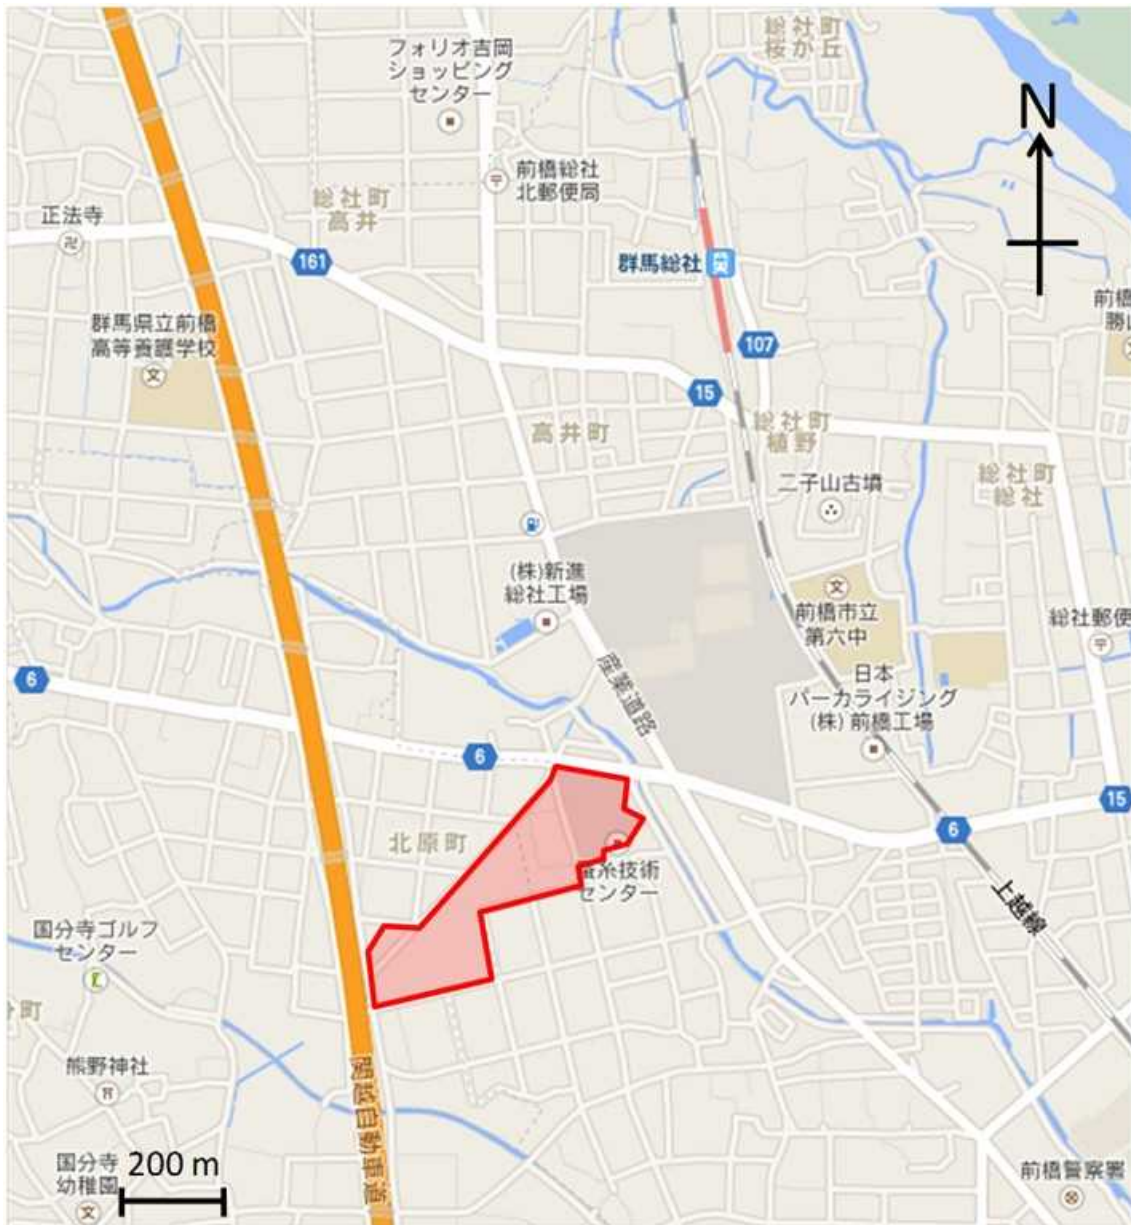 総社町
桜が丘
フォリオ吉岡
ショッピング
センター
N
前橋総社
北郵便局
総社町
高井
正法寺
161
群馬総社
群馬県立前橋
高等養護学校
107
15
高井町
総社町
植野
総社町
総社
二子山古墳
(株)新進
総社工場
前橋市立
第六中
総社郵便
産業道路
日本
パーカライジング
(株) 前橋工場
6
6
15
6
北原町
技術
センター
上越線
国分寺ゴルフ
センター
町
熊野神社
関越自動車道
国分寺
幼稚園
200 m
前橋警察署